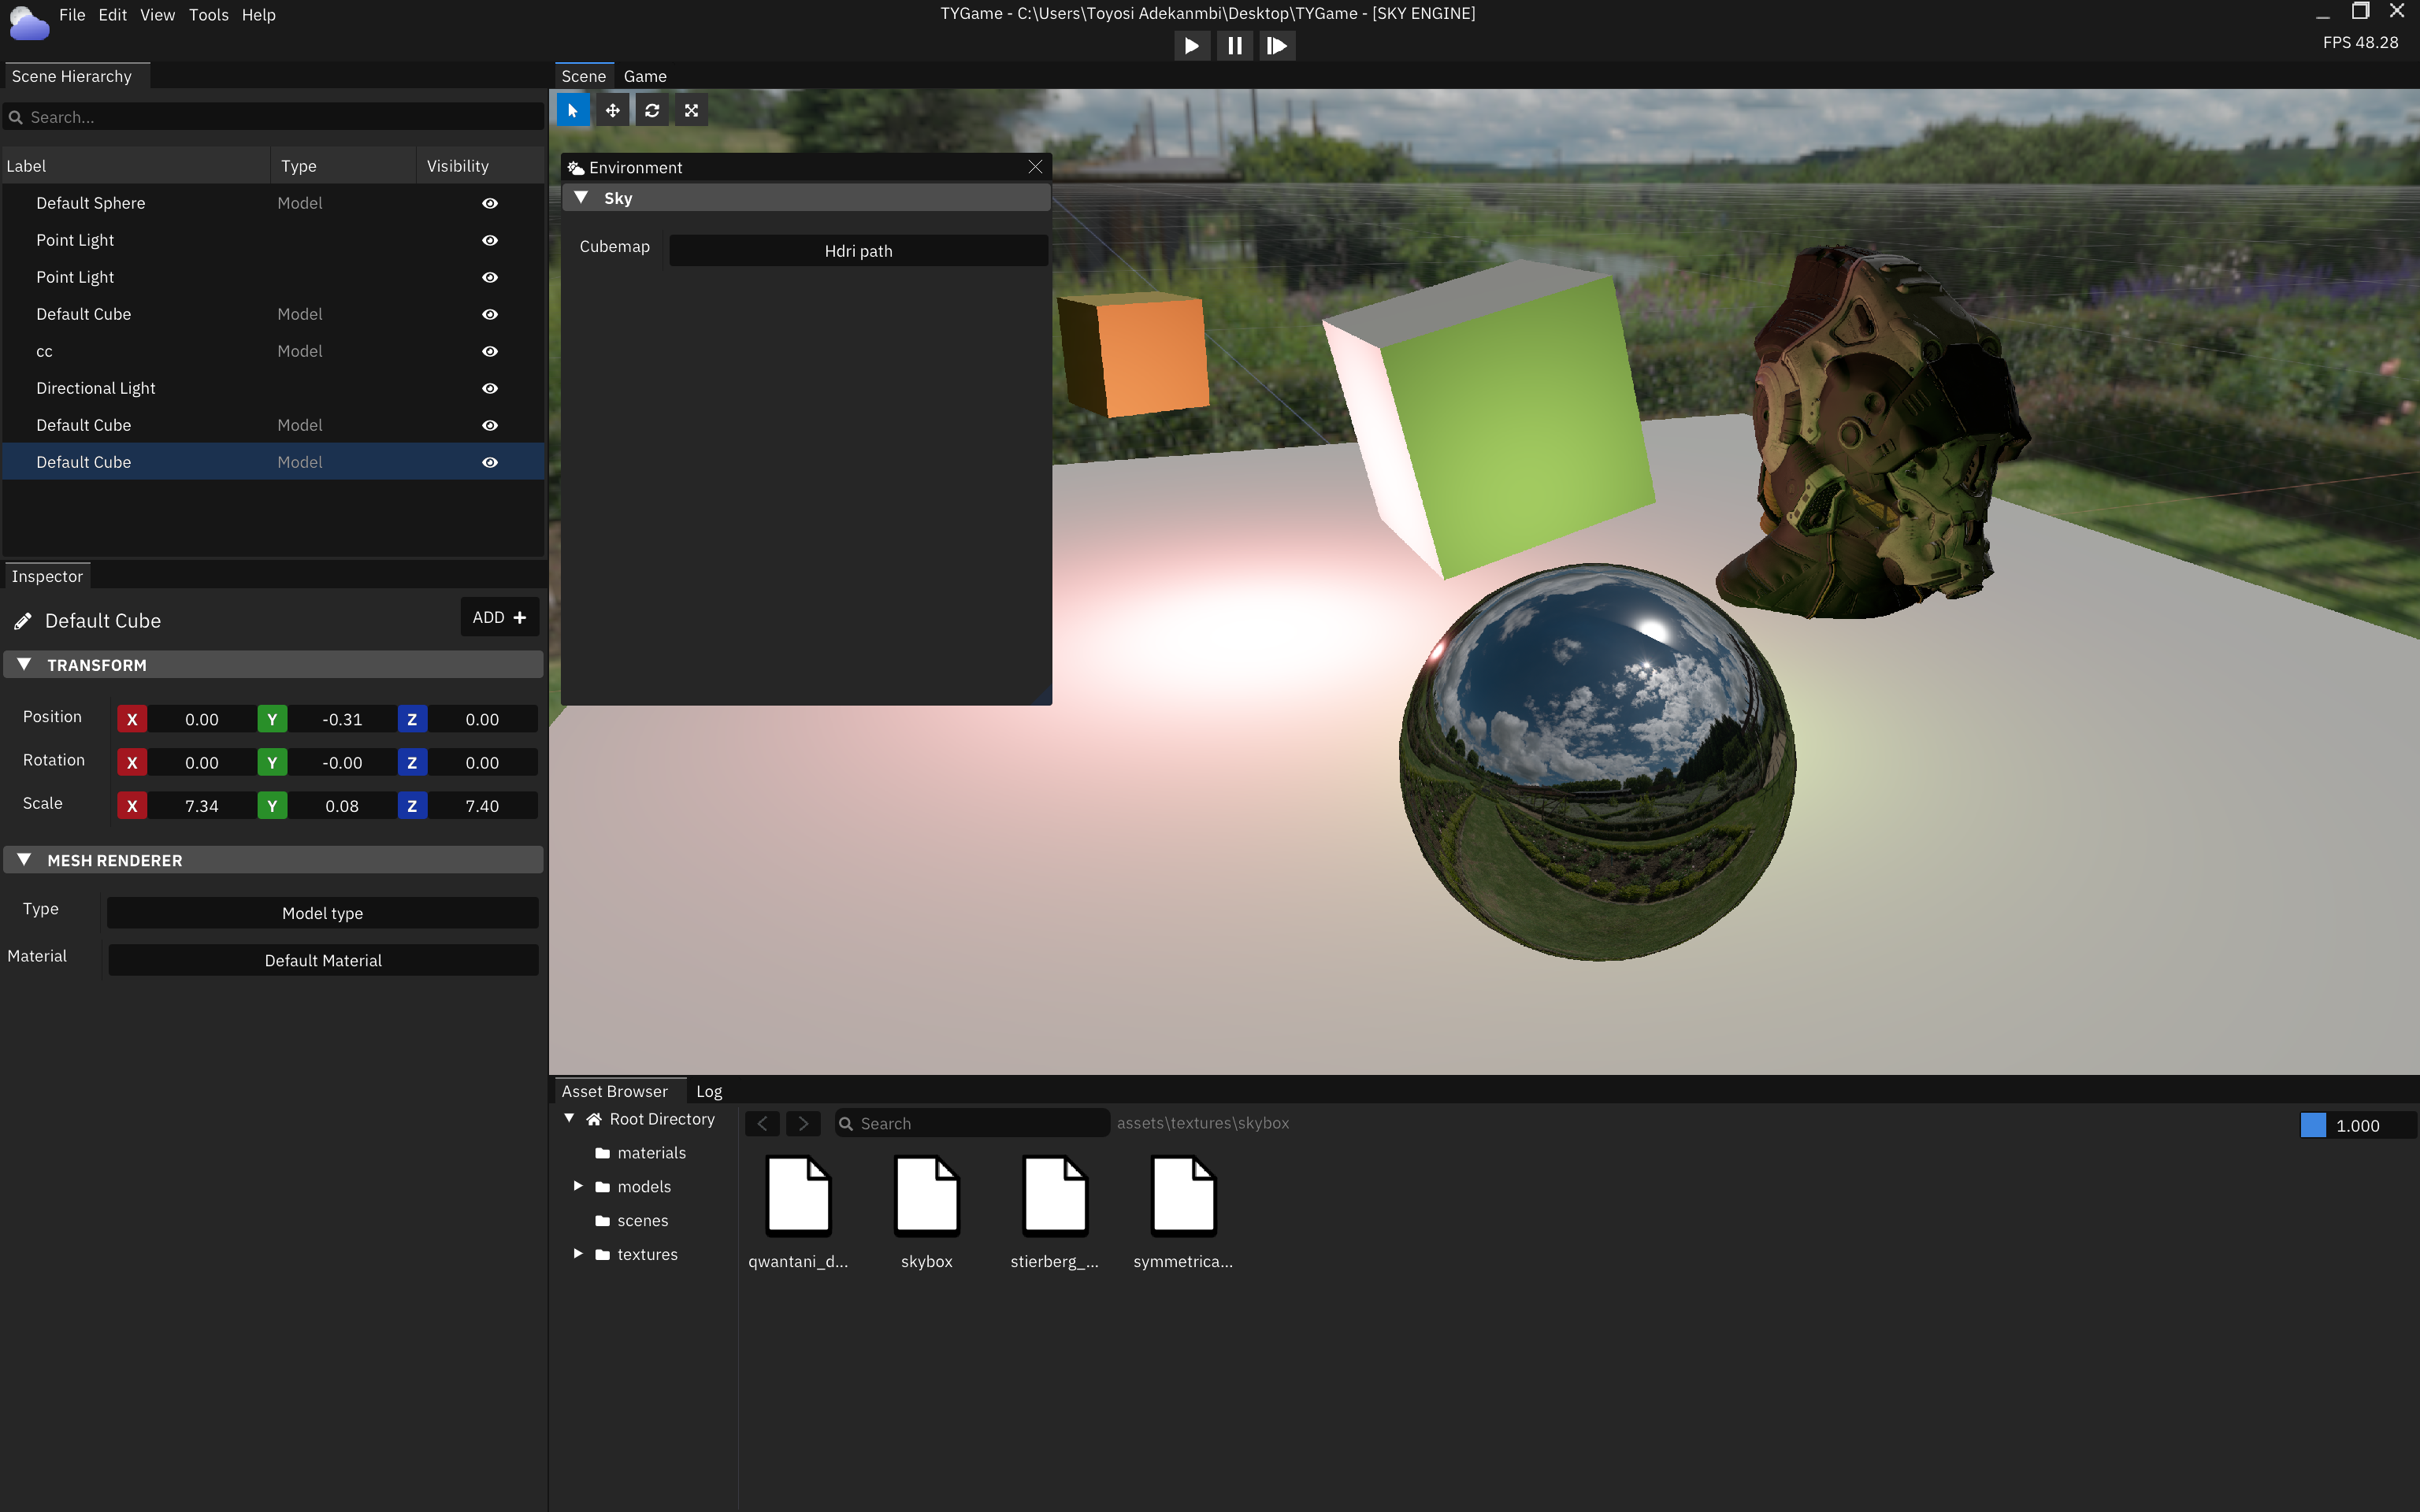 File Edit View Tools Help
TYGame - C:\Users\Toyosi Adekanmbi\Desktop\TYGame - [SKY ENGINE]
FPS 48.28
Scene Hierarchy
Search...
Label Type Visibility
Default Sphere Model
Point Light
Point Light
Default Cube Model
cc Model
Directional Light
Default Cube Model
Default Cube Model
Inspector
Default Cube ADD
TRANSFORM
Position X 0.00 Y -0.31 Z 0.00
Rotation X 0.00 Y -0.00 Z 0.00
Scale X 7.34 Y 0.08 Z 7.40
MESH RENDERER
Type Model type
Material Default Material
Scene Game
Environment
Sky
Cubemap Hdri path
Asset Browser Log
Root Directory
materials
models
scenes
textures
Search assets\textures\skybox 1.000
qwantani_d... skybox stierberg_... symmetrica...